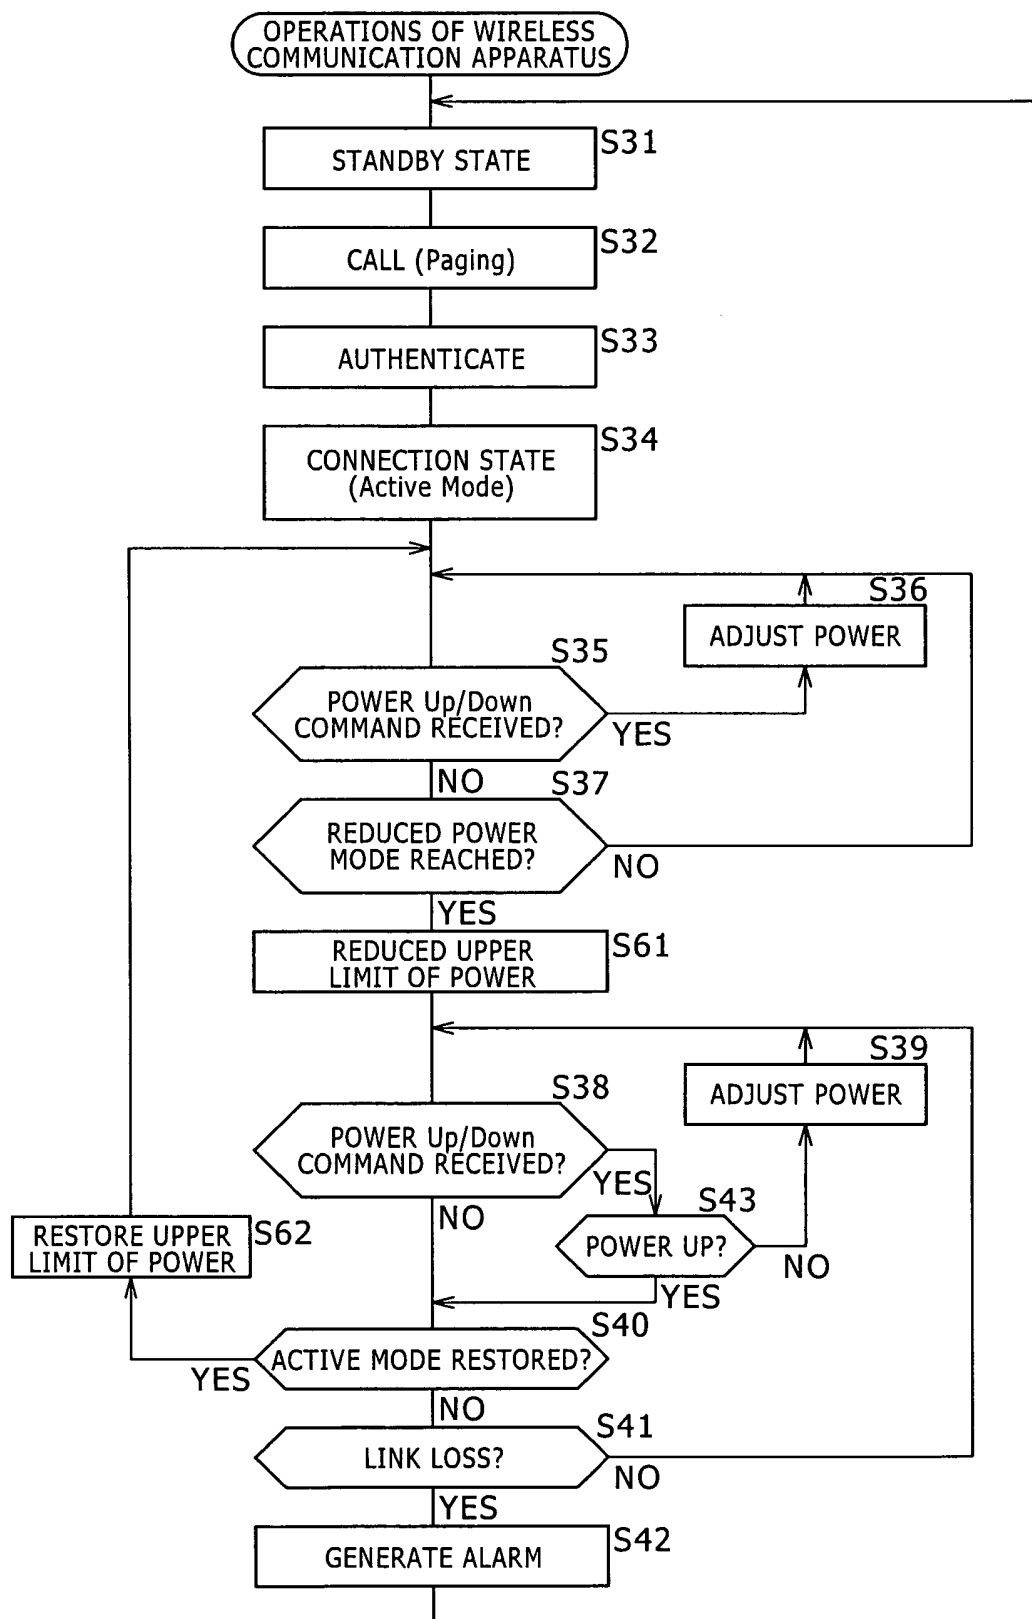 OPERATIONS OF WIRELESS
COMMUNICATION APPARATUS
S31
STANDBY STATE
S32
CALL (Paging)
S33
AUTHENTICATE
S34
CONNECTION STATE
(Active Mode)
S36
ADJUST POWER
S35
POWER Up/Down
COMMAND RECEIVED?
YES
NO
S37
REDUCED POWER
MODE REACHED?
NO
YES
S61
REDUCED UPPER
LIMIT OF POWER
S39
ADJUST POWER
S38
POWER Up/Down
COMMAND RECEIVED?
YES
NO
S43
POWER UP?
NO
YES
S62
RESTORE UPPER
LIMIT OF POWER
S40
ACTIVE MODE RESTORED?
YES
NO
S41
LINK LOSS?
NO
YES
S42
GENERATE ALARM